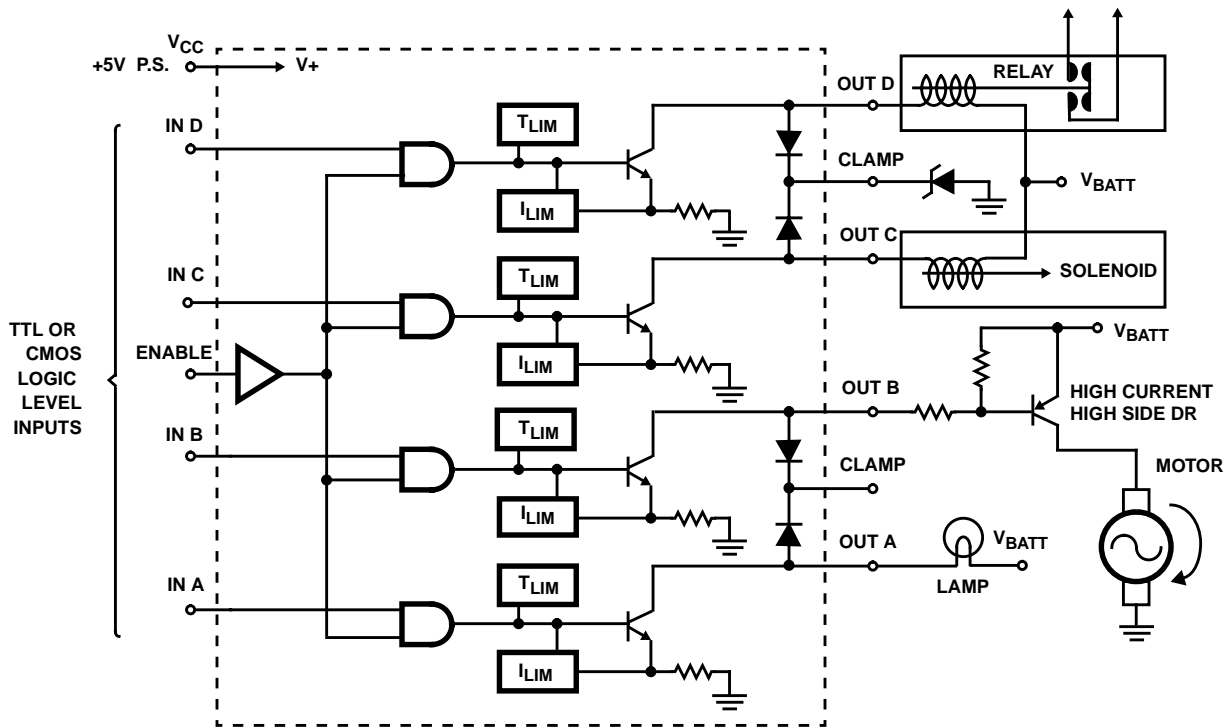 VCC
+5V P.S.
V+
IN D
TLIM
ILIM
OUT D
RELAY
CLAMP
VBATT
IN C
TLIM
ILIM
OUT C
SOLENOID
TTL OR
CMOS
LOGIC
LEVEL
INPUTS
ENABLE
VBATT
IN B
TLIM
ILIM
OUT B
HIGH CURRENT
HIGH SIDE DR
CLAMP
MOTOR
IN A
TLIM
ILIM
OUT A
VBATT
LAMP